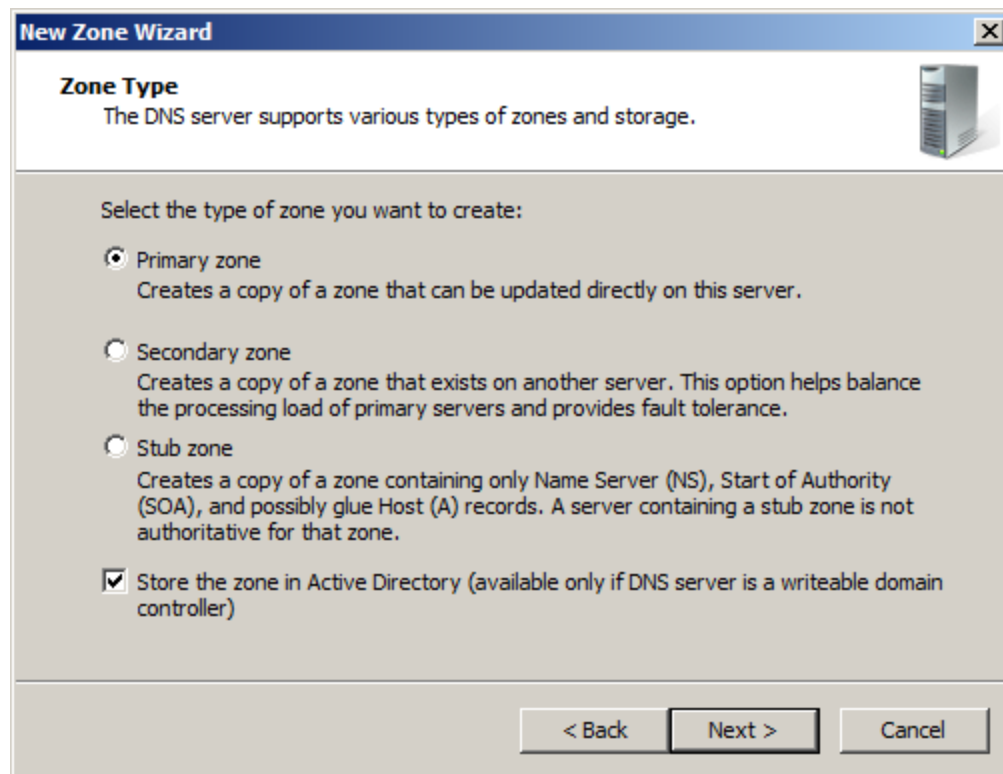 New Zone Wizard
Zone Type
The DNS server supports various types of zones and storage.
Select the type of zone you want to create:
Primary zone
Creates a copy of a zone that can be updated directly on this server.
Secondary zone
Creates a copy of a zone that exists on another server. This option helps balance
the processing load of primary servers and provides fault tolerance.
Stub zone
Creates a copy of a zone containing only Name Server (NS), Start of Authority
(SOA), and possibly glue Host (A) records. A server containing a stub zone is not
authoritative for that zone.
Store the zone in Active Directory (available only if DNS server is a writeable domain
controller)
< Back Next > Cancel